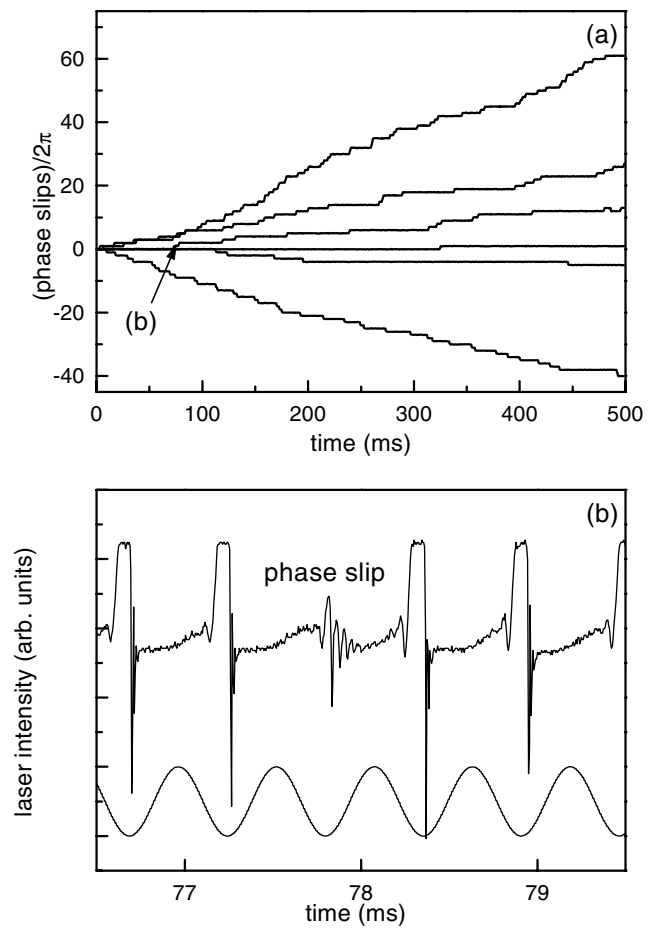 (a)
(phase slips)/2π
60
40
20
0
-20
-40
(b)
0 100 200 300 400 500
time (ms)
(b)
laser intensity (arb. units)
phase slip
77 78 79
time (ms)